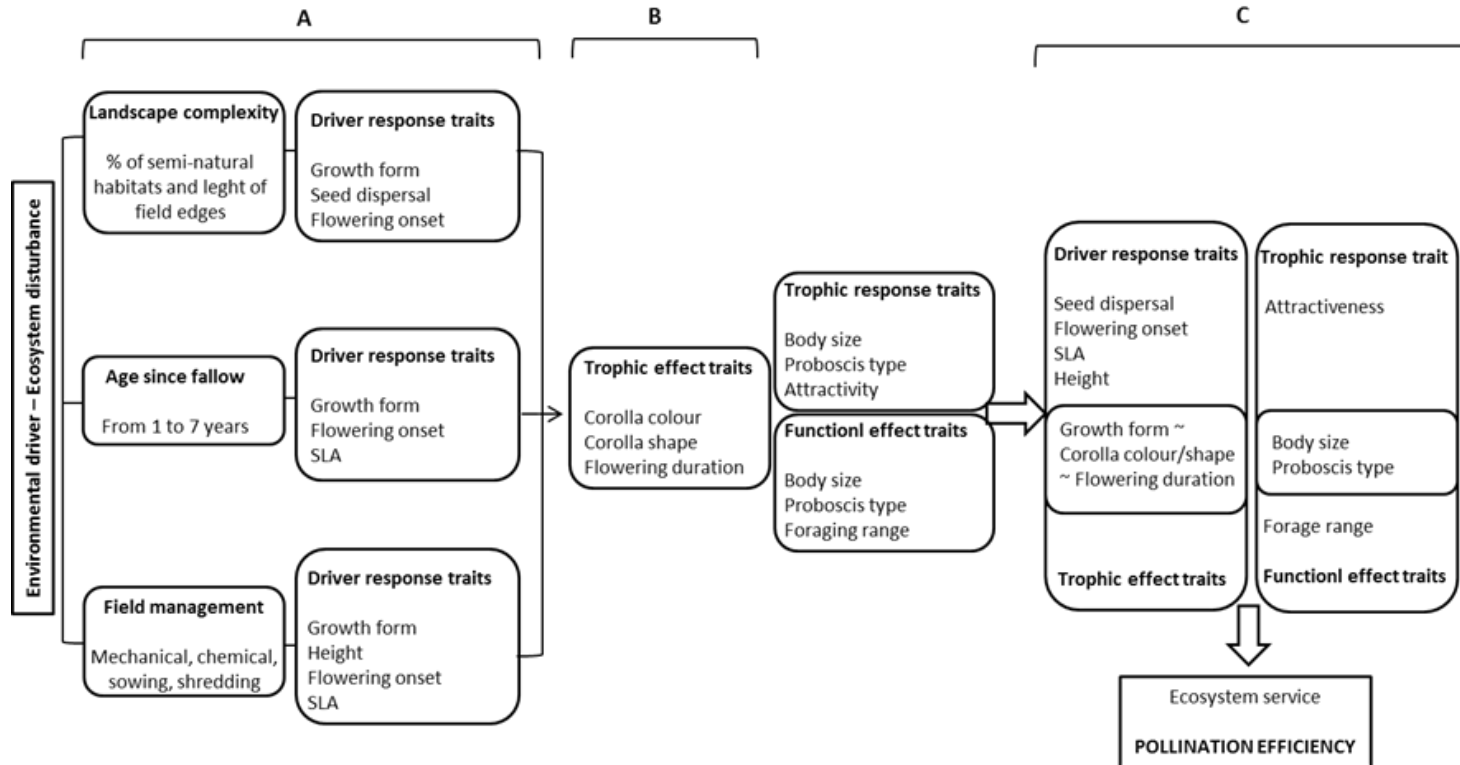 A
B
C
Environmental driver – Ecosystem disturbance
Landscape complexity
% of semi-natural
habitats and leght of
field edges
Driver response traits
Growth form
Seed dispersal
Flowering onset
Age since fallow
From 1 to 7 years
Driver response traits
Growth form
Flowering onset
SLA
Field management
Mechanical, chemical,
sowing, shredding
Driver response traits
Growth form
Height
Flowering onset
SLA
Trophic effect traits
Corolla colour
Corolla shape
Flowering duration
Trophic response traits
Body size
Proboscis type
Attractivity
Functionl effect traits
Body size
Proboscis type
Foraging range
Driver response traits
Seed dispersal
Flowering onset
SLA
Height
Growth form ~
Corolla colour/shape
~ Flowering duration
Trophic effect traits
Trophic response trait
Attractiveness
Body size
Proboscis type
Forage range
Functionl effect traits
Ecosystem service
POLLINATION EFFICIENCY